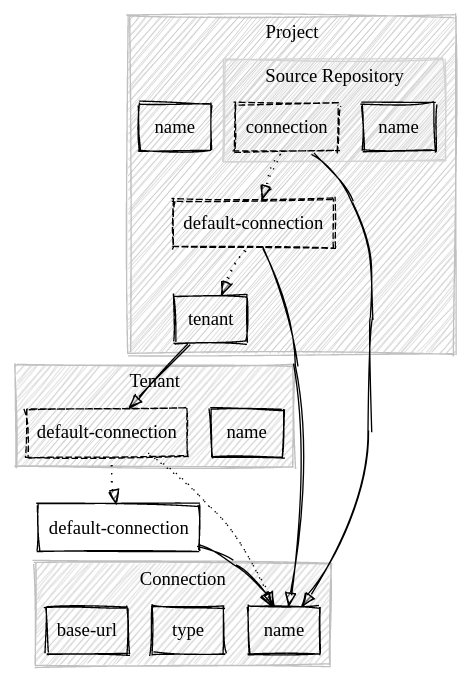 Project
Source Repository
name
connection
name
default-connection
tenant
Tenant
default-connection
name
default-connection
Connection
base-url
type
name